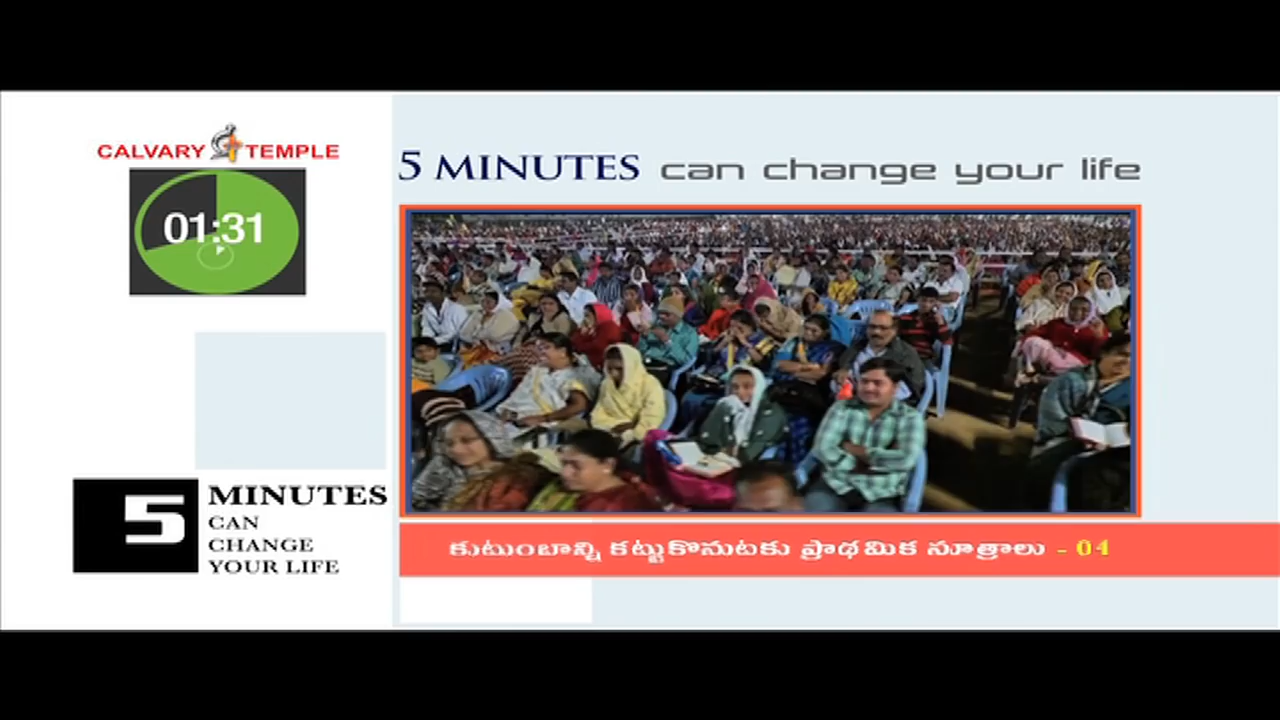 CALVARY TEMPLE
01:31
5 MINUTES can change your life
5 MINUTES
CAN
CHANGE
YOUR LIFE
కుటుంబాన్ని కట్టుకొనుటకు ప్రాథమిక సూత్రాలు - 04